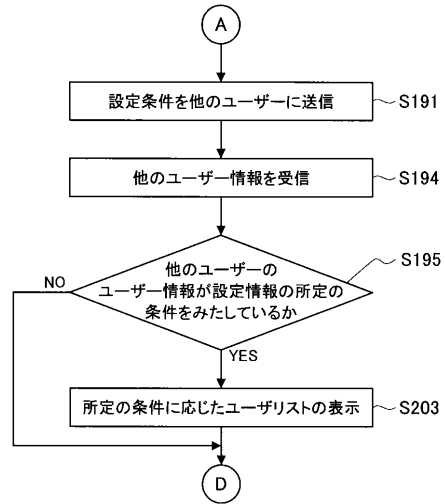 A
設定条件を他のユーザーに送信
S191
他のユーザー情報を受信
S194
他のユーザーの
ユーザー情報が設定情報の所定の
条件をみたしているか
S195
NO
YES
所定の条件に応じたユーザリストの表示
S203
D